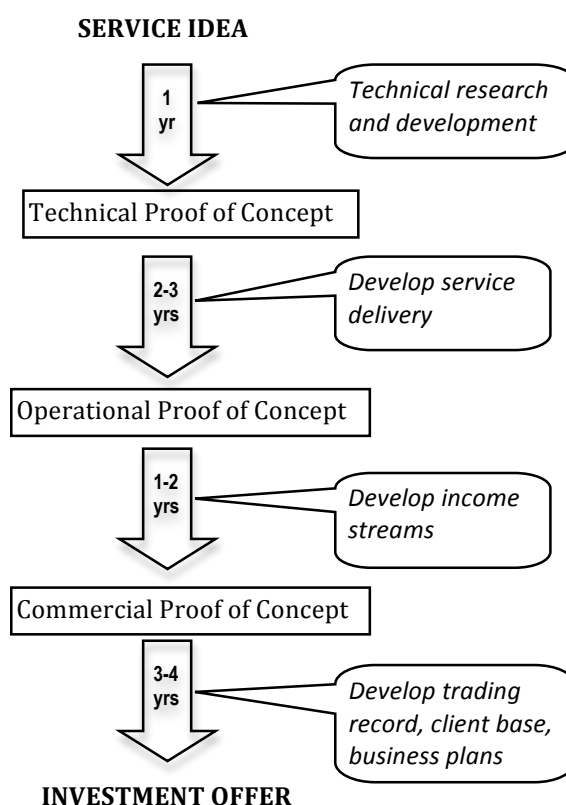 SERVICE IDEA
1
yr
Technical research
and development
Technical Proof of Concept
2-3
yrs
Develop service
delivery
Operational Proof of Concept
1-2
yrs
Develop income
streams
Commercial Proof of Concept
3-4
yrs
Develop trading
record, client base,
business plans
INVESTMENT OFFER